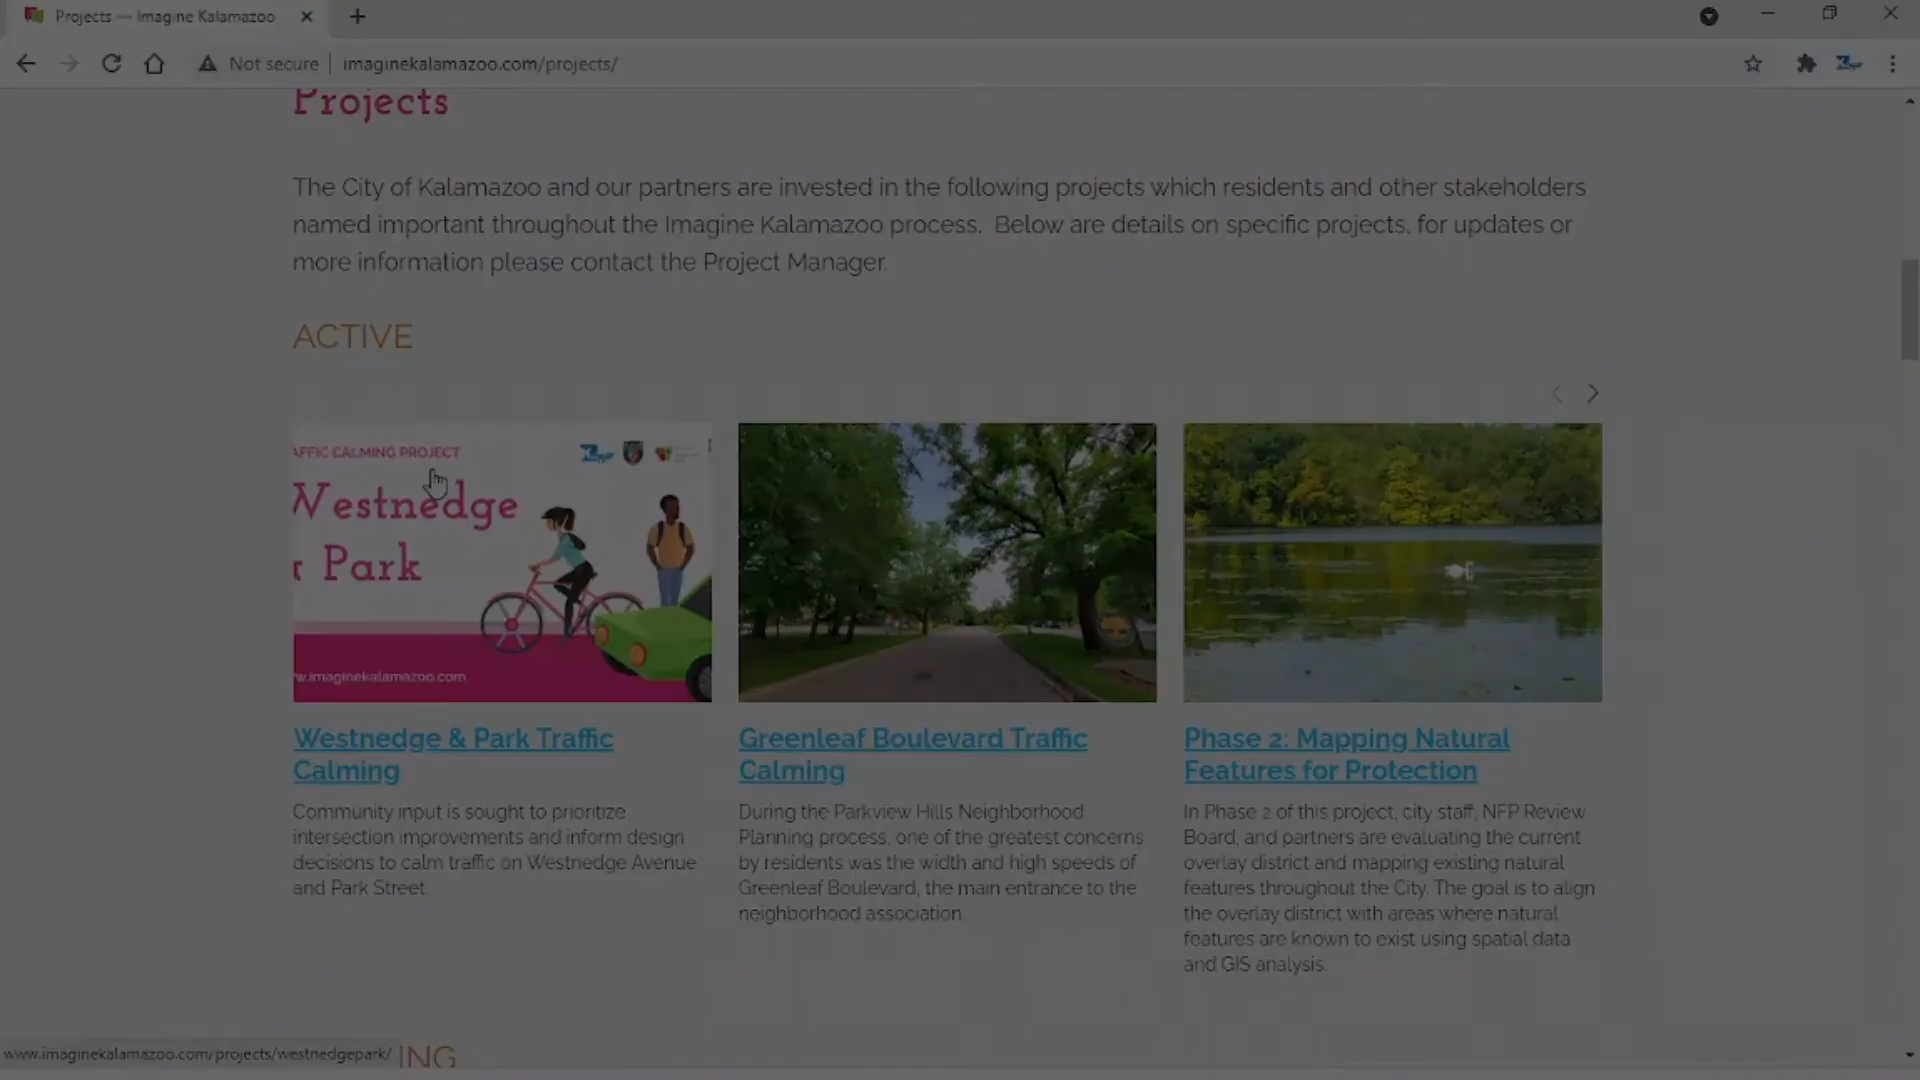 Projects — Imagine Kalamazoo
Not secure
imaginekalamazoo.com/projects/
Projects
The City of Kalamazoo and our partners are invested in the following projects which residents and other stakeholders
named important throughout the Imagine Kalamazoo process. Below are details on specific projects, for updates or
more information please contact the Project Manager.
ACTIVE
AFFIC CALMING PROJECT
Westnedge
Park
w.imaginekalamazoo.com
Westnedge & Park Traffic
Calming
Community input is sought to prioritize
intersection improvements and inform design
decisions to calm traffic on Westnedge Avenue
and Park Street.
Greenleaf Boulevard Traffic
Calming
During the Parkview Hills Neighborhood
Planning process, one of the greatest concerns
by residents was the width and high speeds of
Greenleaf Boulevard, the main entrance to the
neighborhood association.
Phase 2: Mapping Natural
Features for Protection
In Phase 2 of this project, city staff, NFP Review
Board, and partners are evaluating the current
overlay district and mapping existing natural
features throughout the City. The goal is to align
the overlay district with areas where natural
features are known to exist using spatial data
and GIS analysis.
www.imaginekalamazoo.com/projects/westnedgepark/
ING